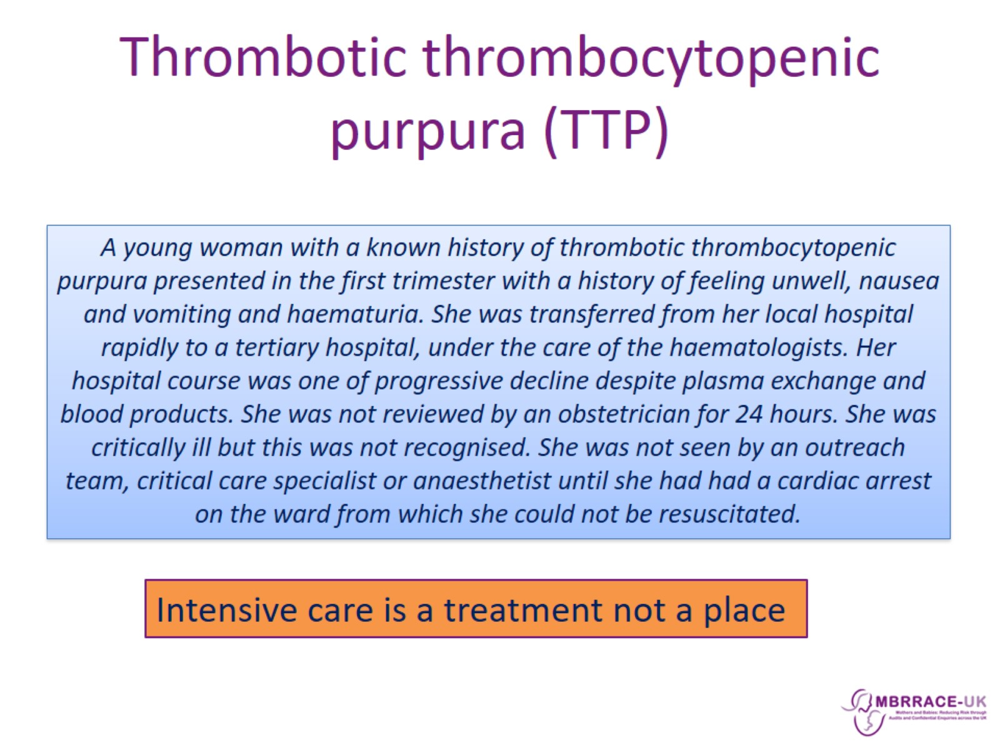 Thrombotic thrombocytopenic
purpura (TTP)
A young woman with a known history of thrombotic thrombocytopenic
purpura presented in the first trimester with a history of feeling unwell, nausea
and vomiting and haematuria. She was transferred from her local hospital
rapidly to a tertiary hospital, under the care of the haematologists. Her
hospital course was one of progressive decline despite plasma exchange and
blood products. She was not reviewed by an obstetrician for 24 hours. She was
critically ill but this was not recognised. She was not seen by an outreach
team, critical care specialist or anaesthetist until she had had a cardiac arrest
on the ward from which she could not be resuscitated.
Intensive care is a treatment not a place
MBRRACE-UK
Mothers and Babies: Reducing Risk through
Audits and Confidential Enquiries across the UK